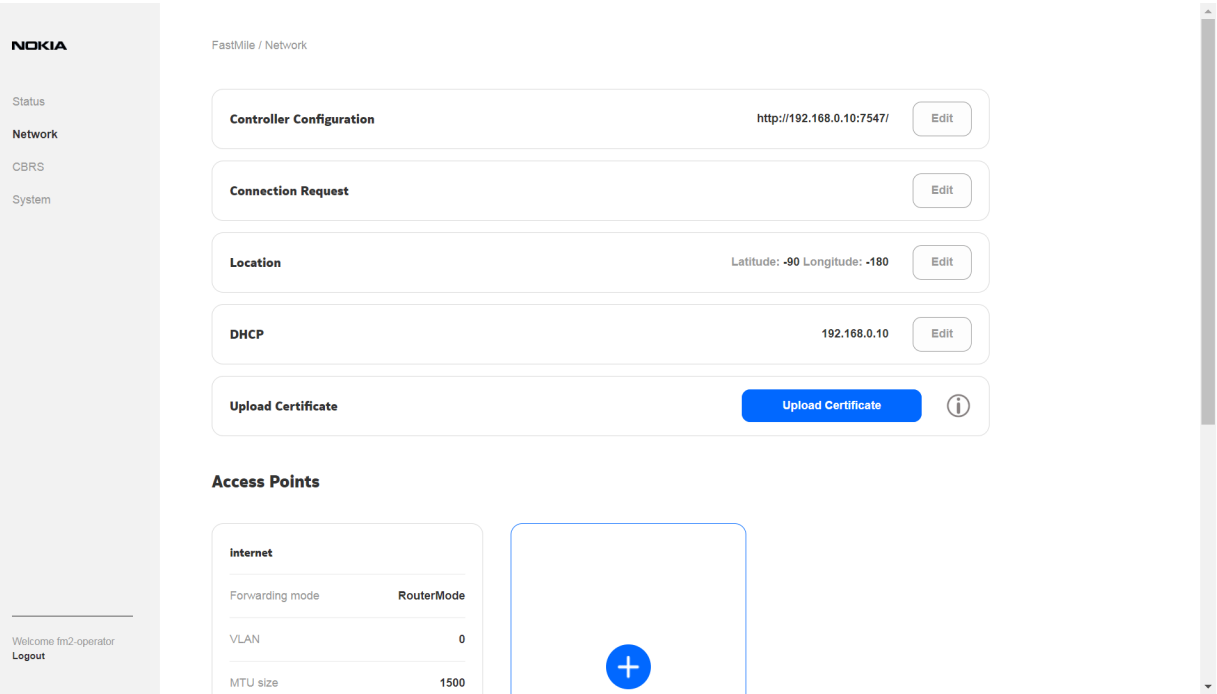 NOKIA
FastMile / Network
Status
Network
CBRS
System
Controller Configuration http://192.168.0.10:7547/ Edit
Connection Request Edit
Location Latitude: -90 Longitude: -180 Edit
DHCP 192.168.0.10 Edit
Upload Certificate Upload Certificate
Access Points
internet
Forwarding mode RouterMode
VLAN 0
MTU size 1500
Welcome fm2-operator
Logout